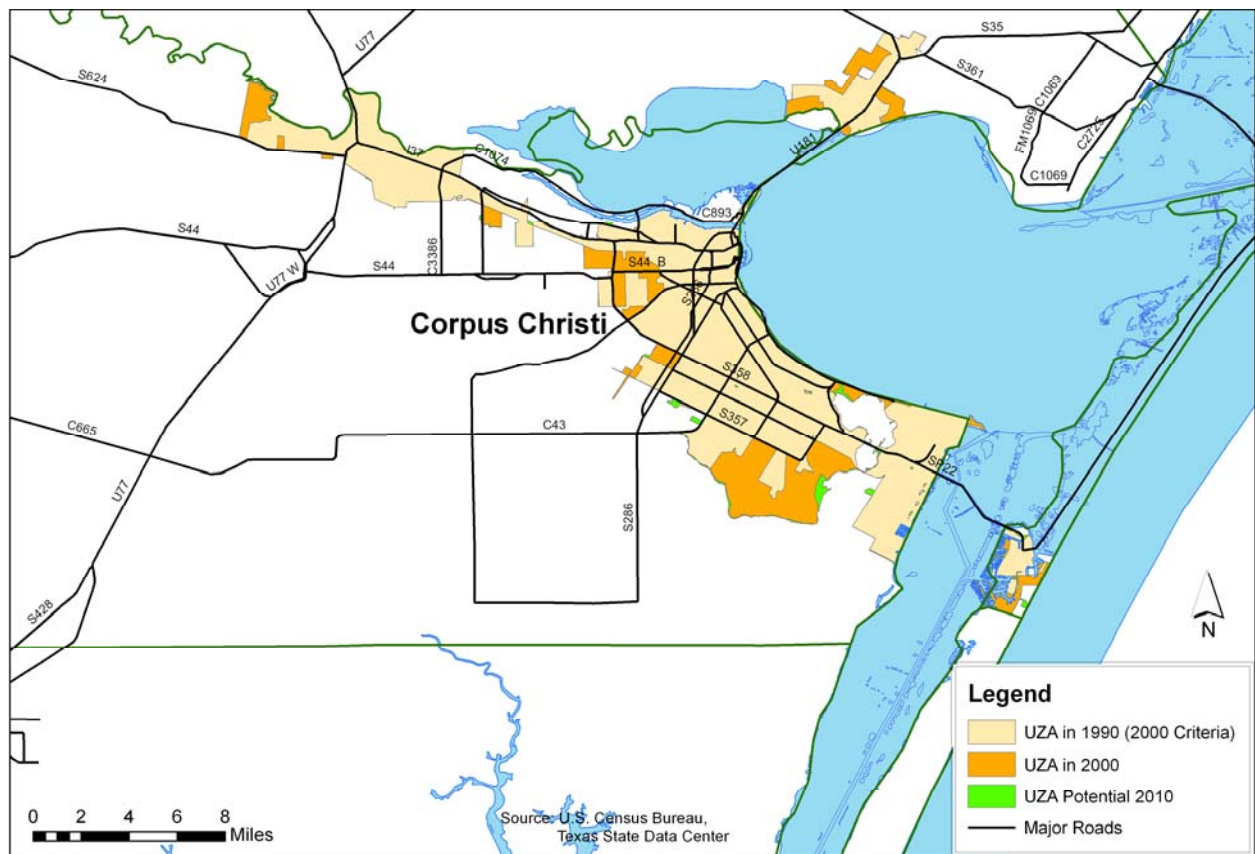 U77
S35
S624
S361
C1069
FM1069
C2725
U181
I37
C1074
C1069
C893
S44
C3386
S44
S44 B
U77 W
Corpus Christi
S358
S357
C665
C43
SP22
U77
S286
S428
N
Legend
UZA in 1990 (2000 Criteria)
UZA in 2000
UZA Potential 2010
Major Roads
0 2 4 6 8
Miles
Source: U.S. Census Bureau,
Texas State Data Center